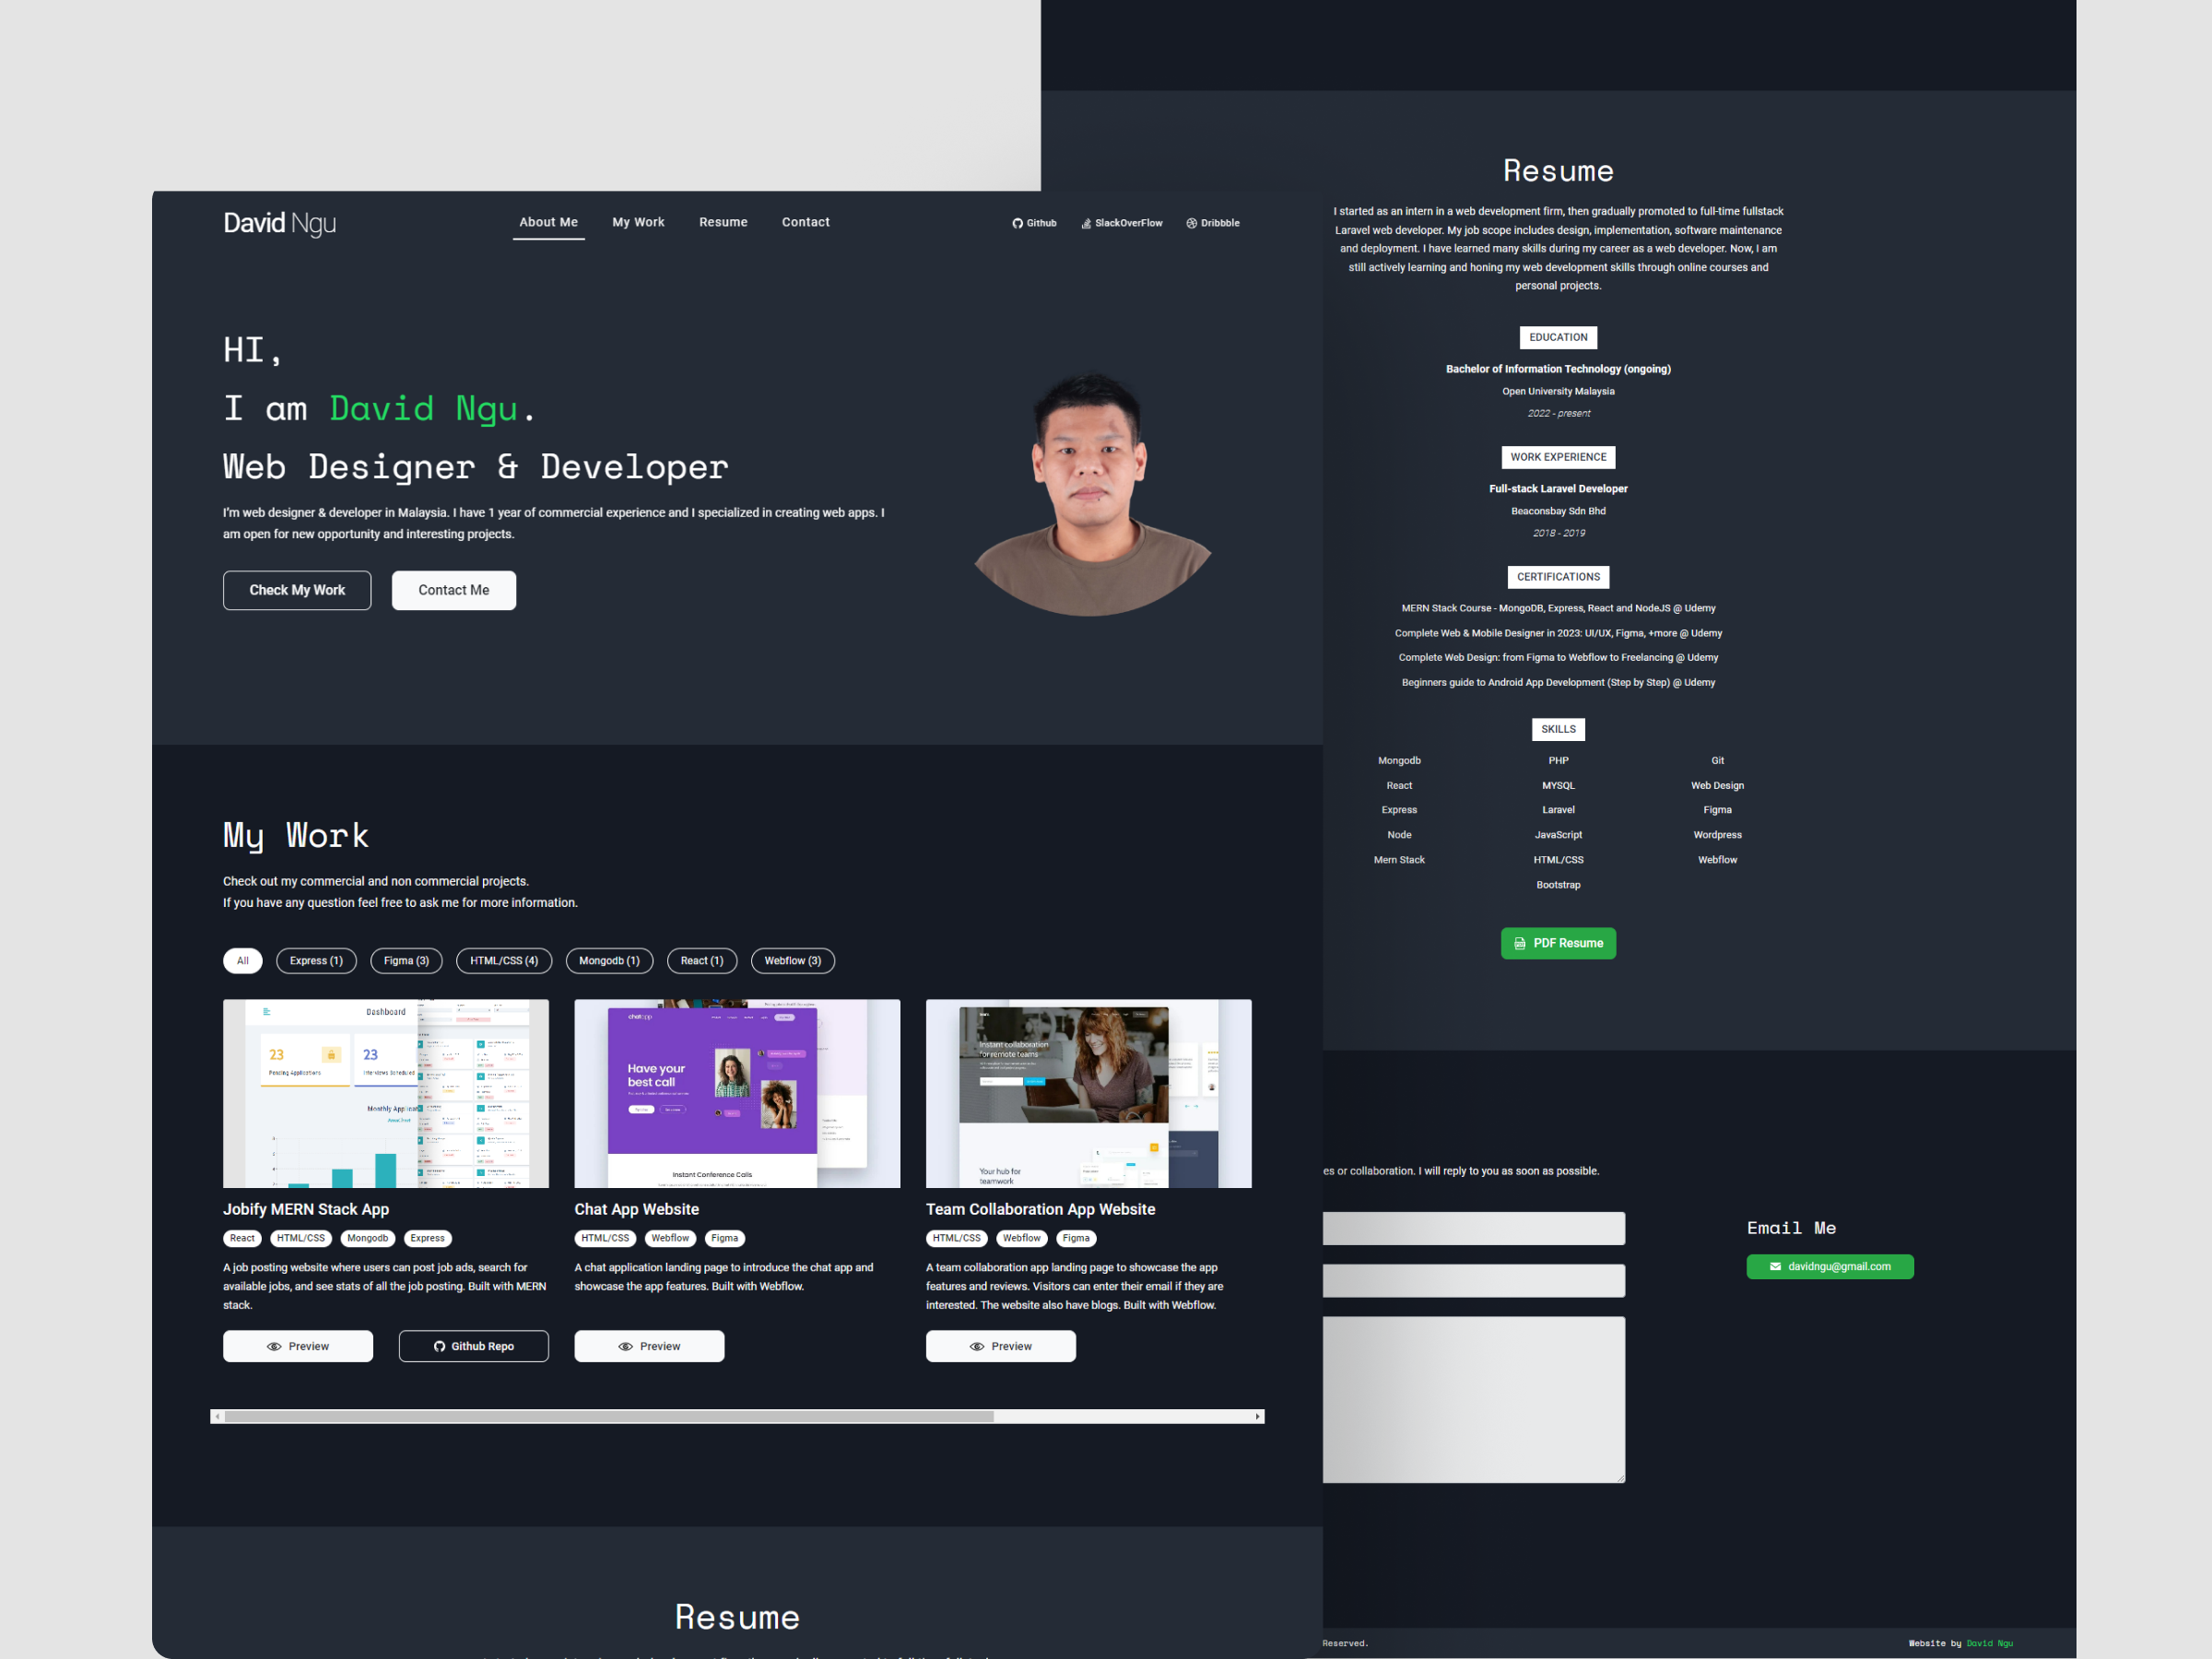 David Ngu
About Me
My Work
Resume
Contact
Github
SlackOverFlow
Dribbble
HI,
I am David Ngu.
Web Designer & Developer
I'm web designer & developer in Malaysia. I have 1 year of commercial experience and I specialized in creating web apps. I
am open for new opportunity and interesting projects.
Check My Work
Contact Me
My Work
Check out my commercial and non commercial projects.
If you have any question feel free to ask me for more information.
All
Express (1)
Figma (3)
HTML/CSS (4)
Mongodb (1)
React (1)
Webflow (3)
Dashboard
23
Pending Applications
23
Interviews Scheduled
chatapp
Have your
best call
Instant Conference Calls
Instant collaboration
for remote teams
Your hub for
teamwork
Jobify MERN Stack App
React
HTML/CSS
Mongodb
Express
A job posting website where users can post job ads, search for
available jobs, and see stats of all the job posting. Built with MERN
stack.
Preview
Github Repo
Chat App Website
HTML/CSS
Webflow
Figma
A chat application landing page to introduce the chat app and
showcase the app features. Built with Webflow.
Preview
Team Collaboration App Website
HTML/CSS
Webflow
Figma
A team collaboration app landing page to showcase the app
features and reviews. Visitors can enter their email if they are
interested. The website also have blogs. Built with Webflow.
Preview
Resume
Resume
I started as an intern in a web development firm, then gradually promoted to full-time fullstack
Laravel web developer. My job scope includes design, implementation, software maintenance
and deployment. I have learned many skills during my career as a web developer. Now, I am
still actively learning and honing my web development skills through online courses and
personal projects.
EDUCATION
Bachelor of Information Technology (ongoing)
Open University Malaysia
2022 - present
WORK EXPERIENCE
Full-stack Laravel Developer
Beaconsbay Sdn Bhd
2018 - 2019
CERTIFICATIONS
MERN Stack Course - MongoDB, Express, React and NodeJS @ Udemy
Complete Web & Mobile Designer in 2023: UI/UX, Figma, +more @ Udemy
Complete Web Design: from Figma to Webflow to Freelancing @ Udemy
Beginners guide to Android App Development (Step by Step) @ Udemy
SKILLS
Mongodb
React
Express
Node
Mern Stack
PHP
MYSQL
Laravel
JavaScript
HTML/CSS
Bootstrap
Git
Web Design
Figma
Wordpress
Webflow
PDF Resume
es or collaboration. I will reply to you as soon as possible.
Email Me
davidngu@gmail.com
Reserved.
Website by David Ngu